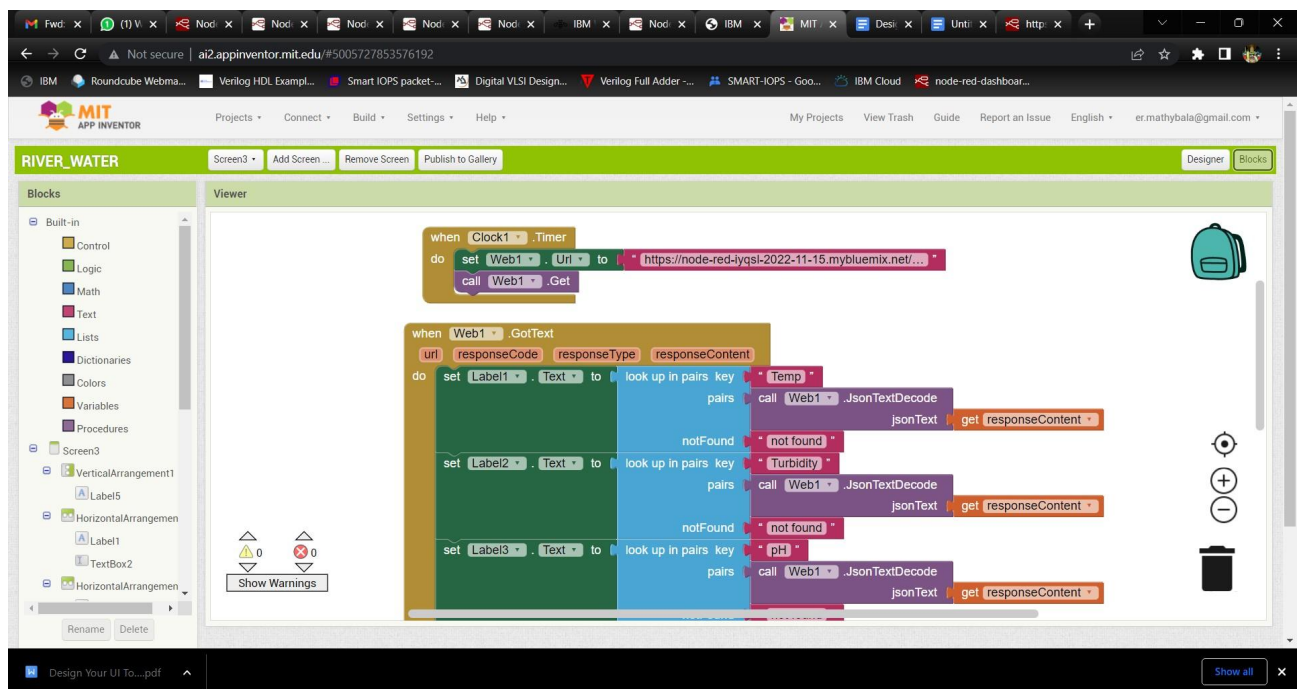 Fwd: (1) W Nod Nod Nod Nod Nod IBM Nod IBM MIT Desi Unti http:
Not secure | ai2.appinventor.mit.edu/#5005727853576192
IBM Roundcube Webma... Verilog HDL Exampl... Smart IOPS packet-... Digital VLSI Design... Verilog Full Adder -... SMART-IOPS - Goo... IBM Cloud node-red-dashboar...
MIT
APP INVENTOR
Projects Connect Build Settings Help My Projects View Trash Guide Report an Issue English er.mathybala@gmail.com
RIVER_WATER Screen3 Add Screen ... Remove Screen Publish to Gallery Designer Blocks
Blocks Viewer
Built-in
Control
Logic
Math
Text
Lists
Dictionaries
Colors
Variables
Procedures
Screen3
VerticalArrangement1
Label5
HorizontalArrangemen
Label1
TextBox2
HorizontalArrangemen
Rename Delete
when Clock1 .Timer
do set Web1 . Url to " https://node-red-iyqsl-2022-11-15.mybluemix.net/... "
call Web1 .Get
when Web1 .GotText
url responseCode responseType responseContent
do set Label1 . Text to look up in pairs key " Temp "
pairs call Web1 .JsonTextDecode
jsonText get responseContent
notFound " not found "
set Label2 . Text to look up in pairs key " Turbidity "
pairs call Web1 .JsonTextDecode
jsonText get responseContent
notFound " not found "
set Label3 . Text to look up in pairs key " pH "
pairs call Web1 .JsonTextDecode
jsonText get responseContent
0 0
Show Warnings
Design Your UI To....pdf Show all